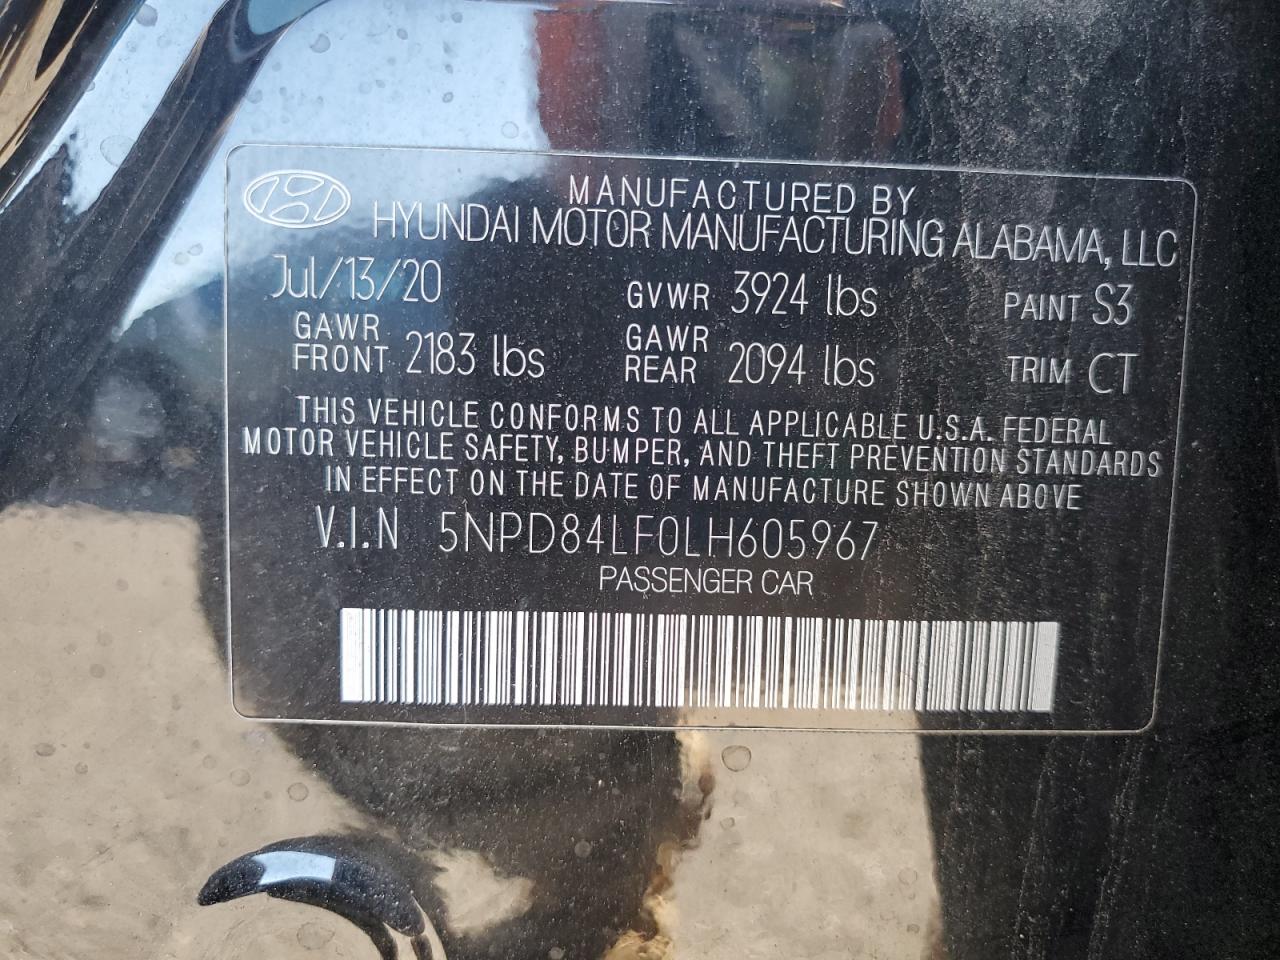 MANUFACTURED BY
HYUNDAI MOTOR MANUFACTURING ALABAMA, LLC
Jul/13/20 GVWR 3924 lbs PAINT S3
GAWR FRONT 2183 lbs GAWR REAR 2094 lbs TRIM CT
THIS VEHICLE CONFORMS TO ALL APPLICABLE U.S.A. FEDERAL
MOTOR VEHICLE SAFETY, BUMPER, AND THEFT PREVENTION STANDARDS
IN EFFECT ON THE DATE OF MANUFACTURE SHOWN ABOVE
V.I.N 5NPD84LF0LH605967
PASSENGER CAR